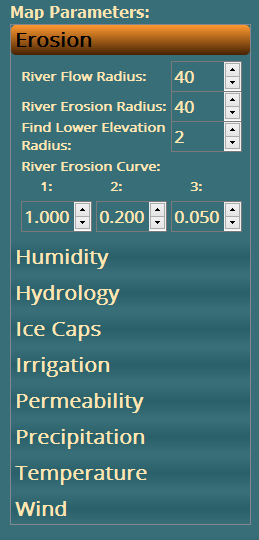 Map Parameters:
Erosion
River Flow Radius: 40
River Erosion Radius: 40
Find Lower Elevation
Radius: 2
River Erosion Curve:
1: 2: 3:
1.000 0.200 0.050
Humidity
Hydrology
Ice Caps
Irrigation
Permeability
Precipitation
Temperature
Wind